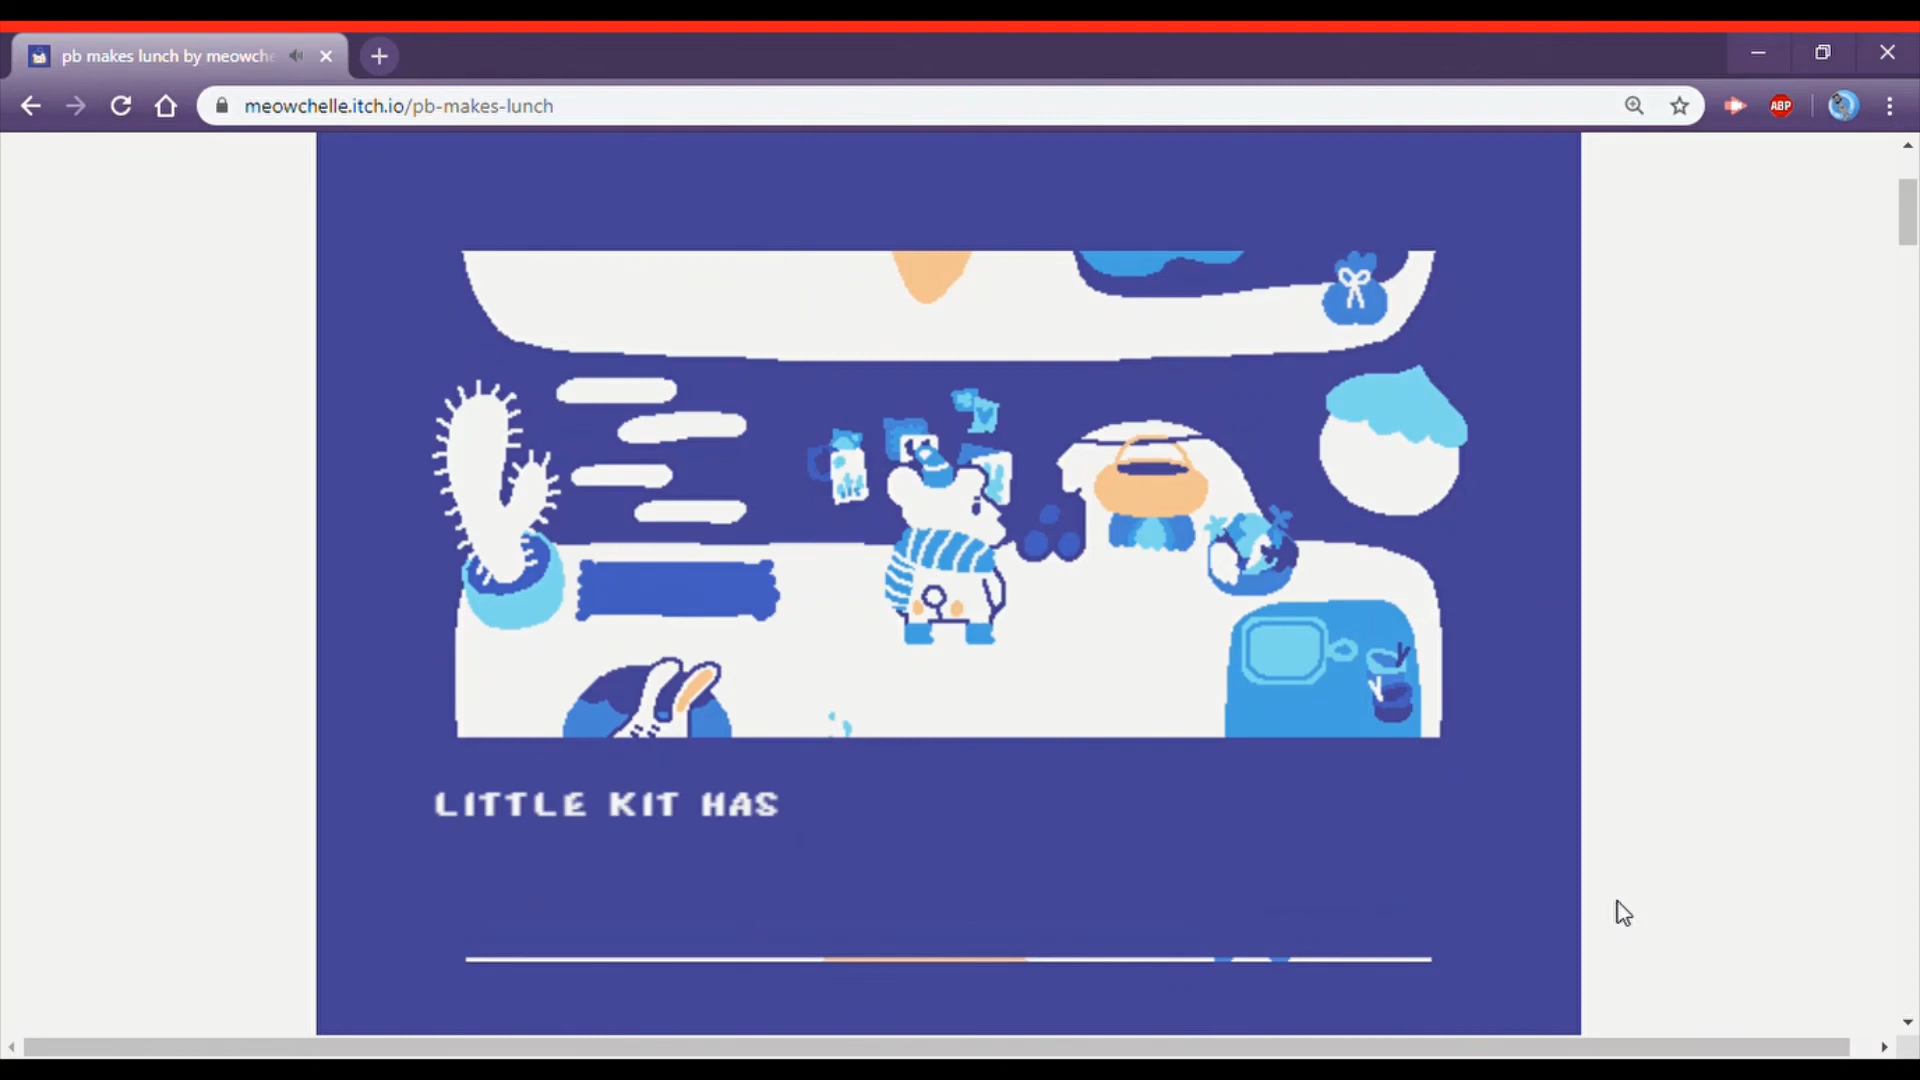 pb makes lunch by meowche
meowchelle.itch.io/pb-makes-lunch
ABP
LITTLE KIT HAS